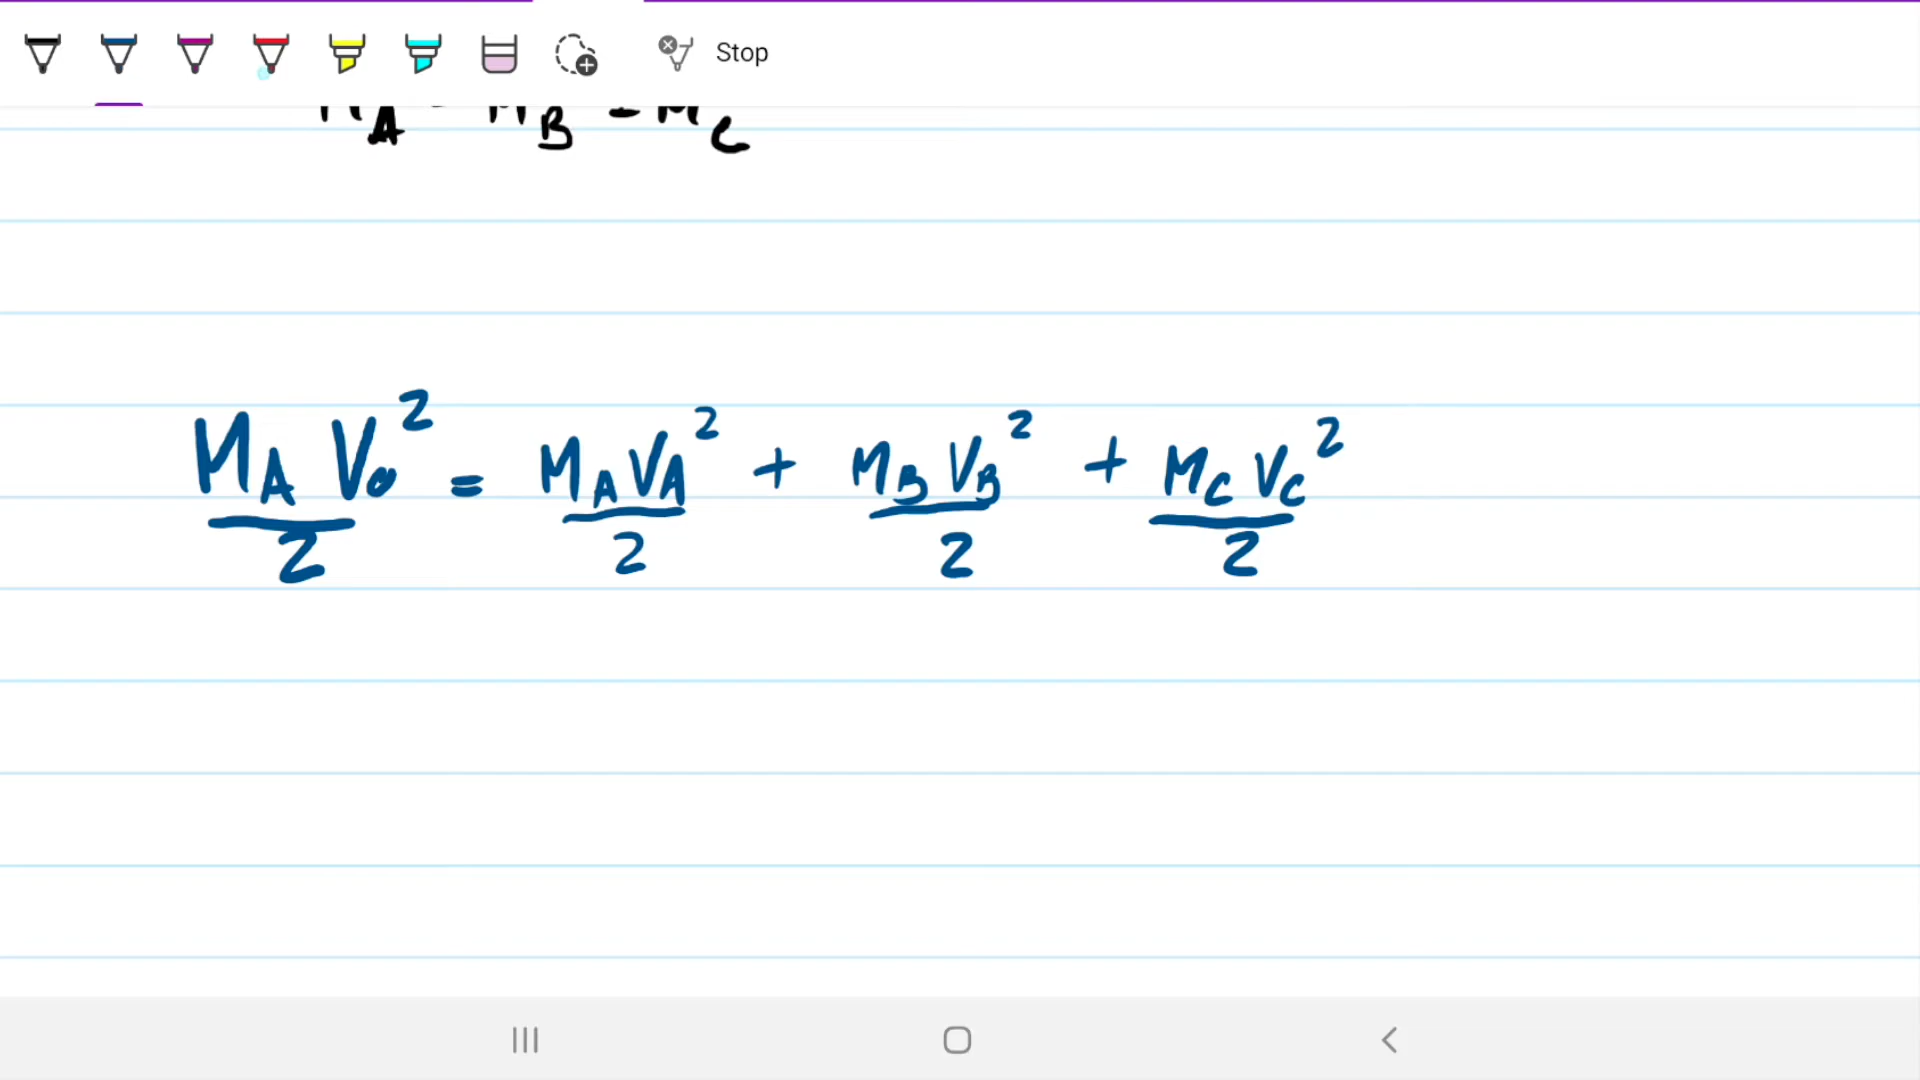 Stop
M_A = M_B = M_C
M_A V_0^2 / 2 = M_A V_A^2 / 2 + M_B V_B^2 / 2 + M_C V_C^2 / 2